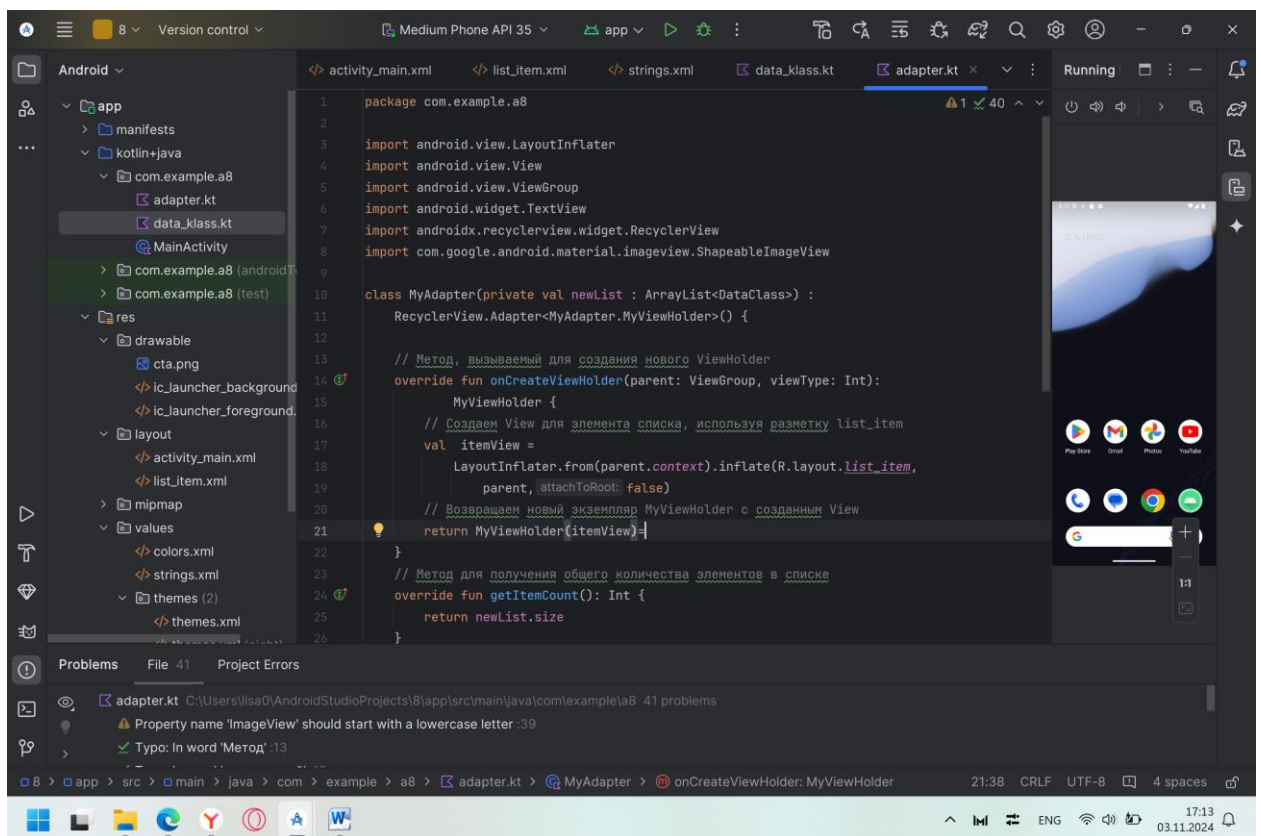 8 Version control Medium Phone API 35 app
Android
activity_main.xml list_item.xml strings.xml data_klass.kt adapter.kt Running
app
manifests
kotlin+java
com.example.a8
adapter.kt
data_klass.kt
MainActivity
com.example.a8 (androidT
com.example.a8 (test)
res
drawable
cta.png
ic_launcher_background
ic_launcher_foreground.
layout
activity_main.xml
list_item.xml
mipmap
values
colors.xml
strings.xml
themes (2)
themes.xml
1 package com.example.a8
1 40
2
3 import android.view.LayoutInflater
4 import android.view.View
5 import android.view.ViewGroup
6 import android.widget.TextView
7 import androidx.recyclerview.widget.RecyclerView
8 import com.google.android.material.imageview.ShapeableImageView
9
10 class MyAdapter(private val newList : ArrayList<DataClass>) :
11 RecyclerView.Adapter<MyAdapter.MyViewHolder>() {
12
13 // Метод, вызываемый для создания нового ViewHolder
14 override fun onCreateViewHolder(parent: ViewGroup, viewType: Int):
15 MyViewHolder {
16 // Создаем View для элемента списка, используя разметку list_item
17 val itemView =
18 LayoutInflater.from(parent.context).inflate(R.layout.list_item,
19 parent, attachToRoot: false)
20 // Возвращаем новый экземпляр MyViewHolder с созданным View
21 return MyViewHolder(itemView)=
22 }
23 // Метод для получения общего количества элементов в списке
24 override fun getItemCount(): Int {
25 return newList.size
26 }
Play Store Gmail Photos YouTube
1:1
Problems File 41 Project Errors
adapter.kt C:\Users\lisa0\AndroidStudioProjects\8\app\src\main\java\com\example\a8 41 problems
Property name 'ImageView' should start with a lowercase letter :39
Typo: In word 'Метод' :13
8 > app > src > main > java > com > example > a8 > adapter.kt > MyAdapter > onCreateViewHolder: MyViewHolder 21:38 CRLF UTF-8 4 spaces
ENG 17:13
03.11.2024